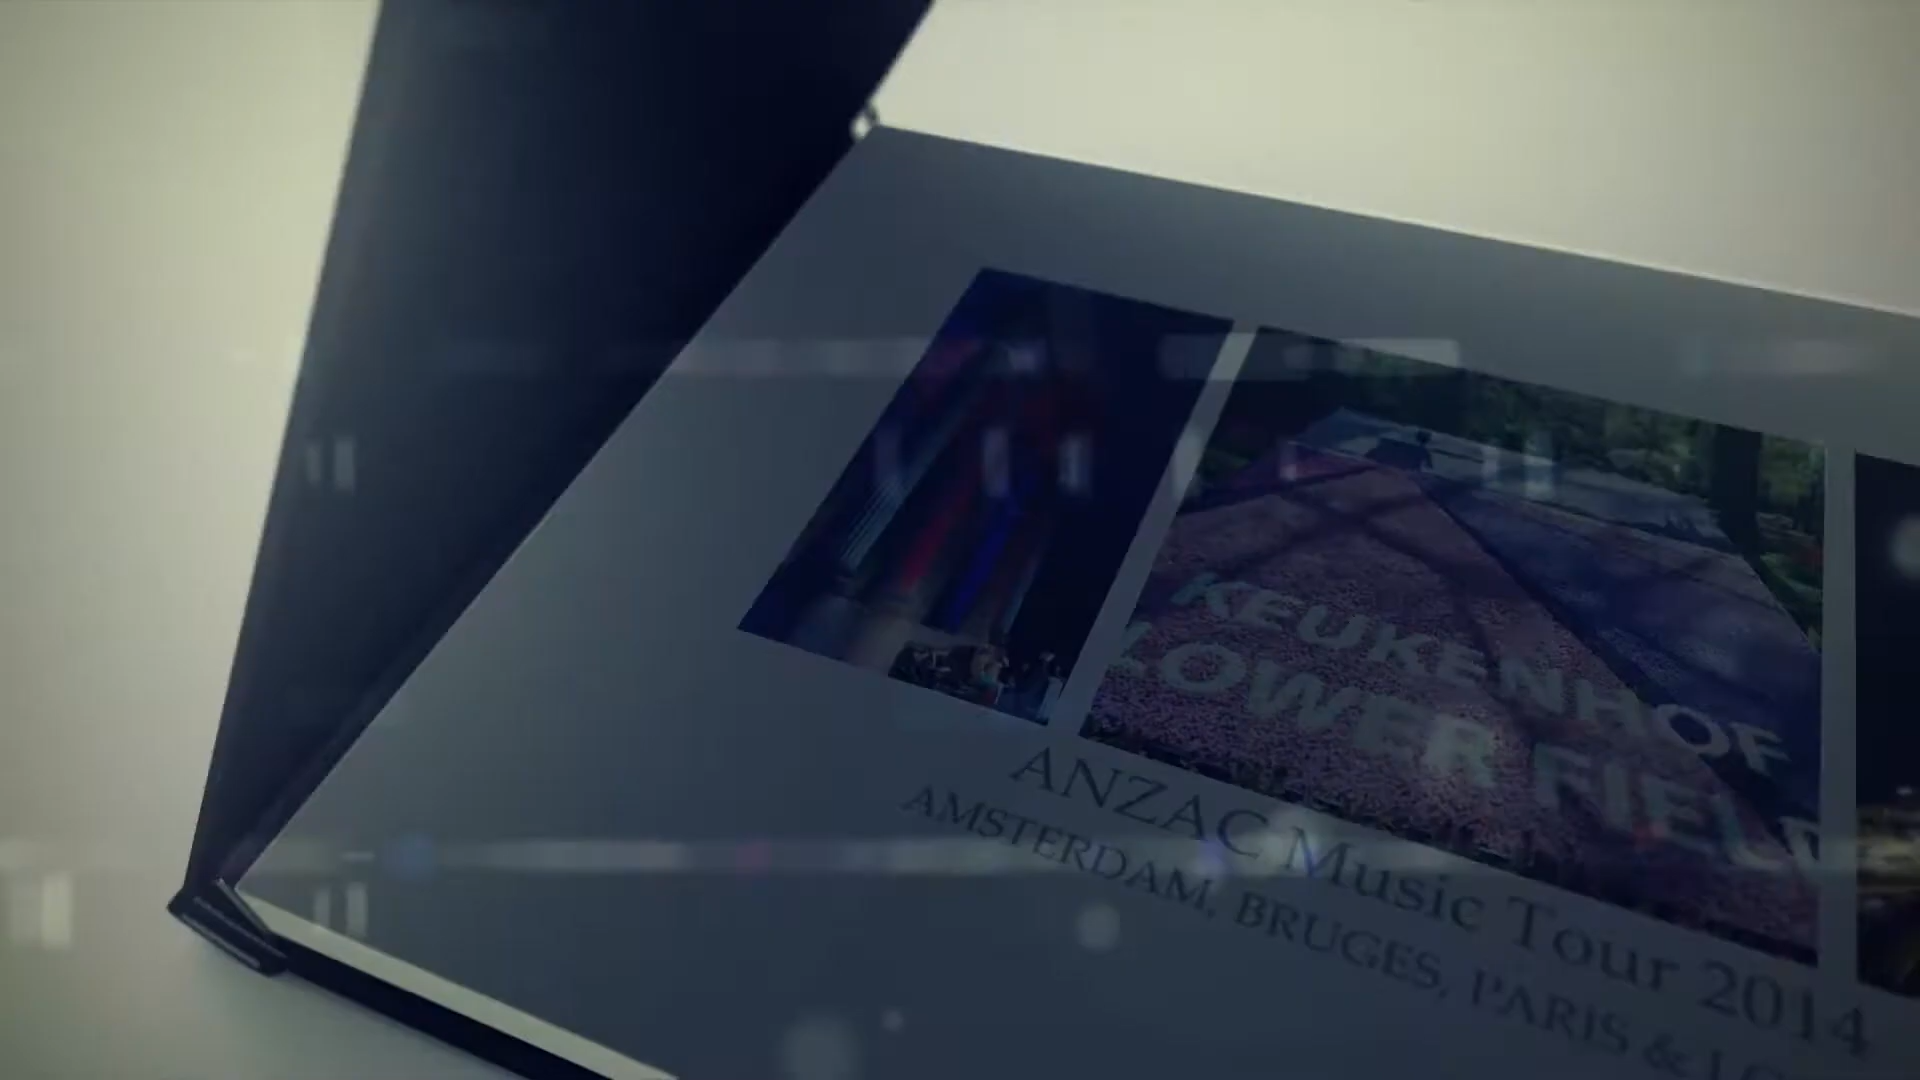 KEUKENHOF
LOWER FIEL
ANZAC Music Tour 2014
AMSTERDAM, BRUGES, PARIS &